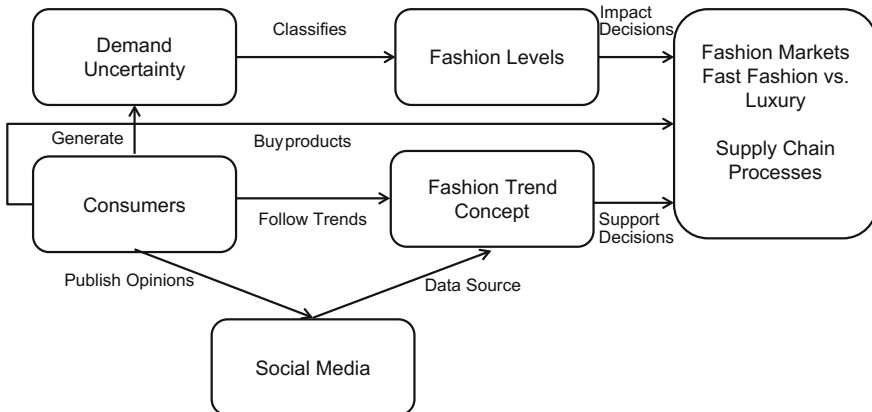 Demand
Uncertainty
Classifies
Fashion Levels
Impact
Decisions
Fashion Markets
Fast Fashion vs.
Luxury
Supply Chain
Processes
Generate
Buyproducts
Consumers
Follow Trends
Fashion Trend
Concept
Support
Decisions
Publish Opinions
Data Source
Social Media